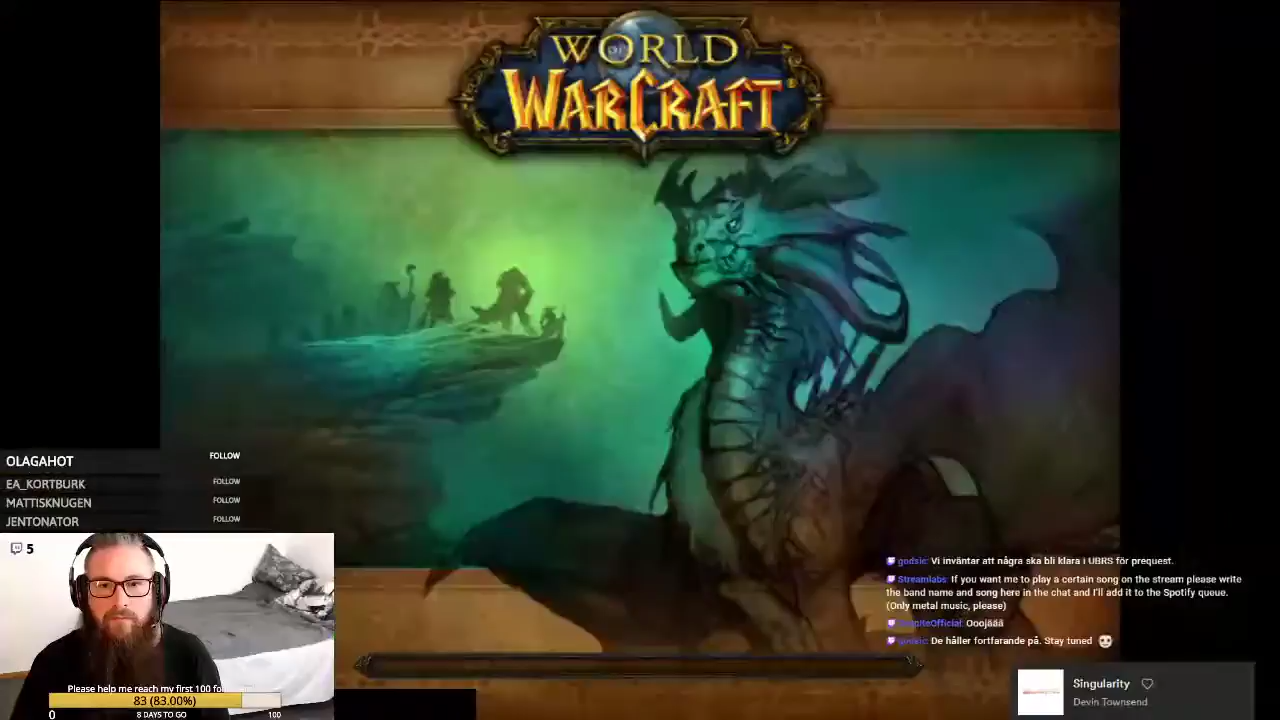 WORLD
OF
WARCRAFT®
OLAGAHOT FOLLOW
EA_KORTBURK FOLLOW
MATTISKNUGEN FOLLOW
JENTONATOR FOLLOW
5
godsic: Vi inväntar att några ska bli klara i UBRS för prequest.
Streamlabs: If you want me to play a certain song on the stream please write
the band name and song here in the chat and I'll add it to the Spotify queue.
(Only metal music, please)
Ooojäää
godsic: De håller fortfarande på. Stay tuned
Please help me reach my first 100 fo
83 (83.00%)
0 8 DAYS TO GO 100
Singularity
Devin Townsend